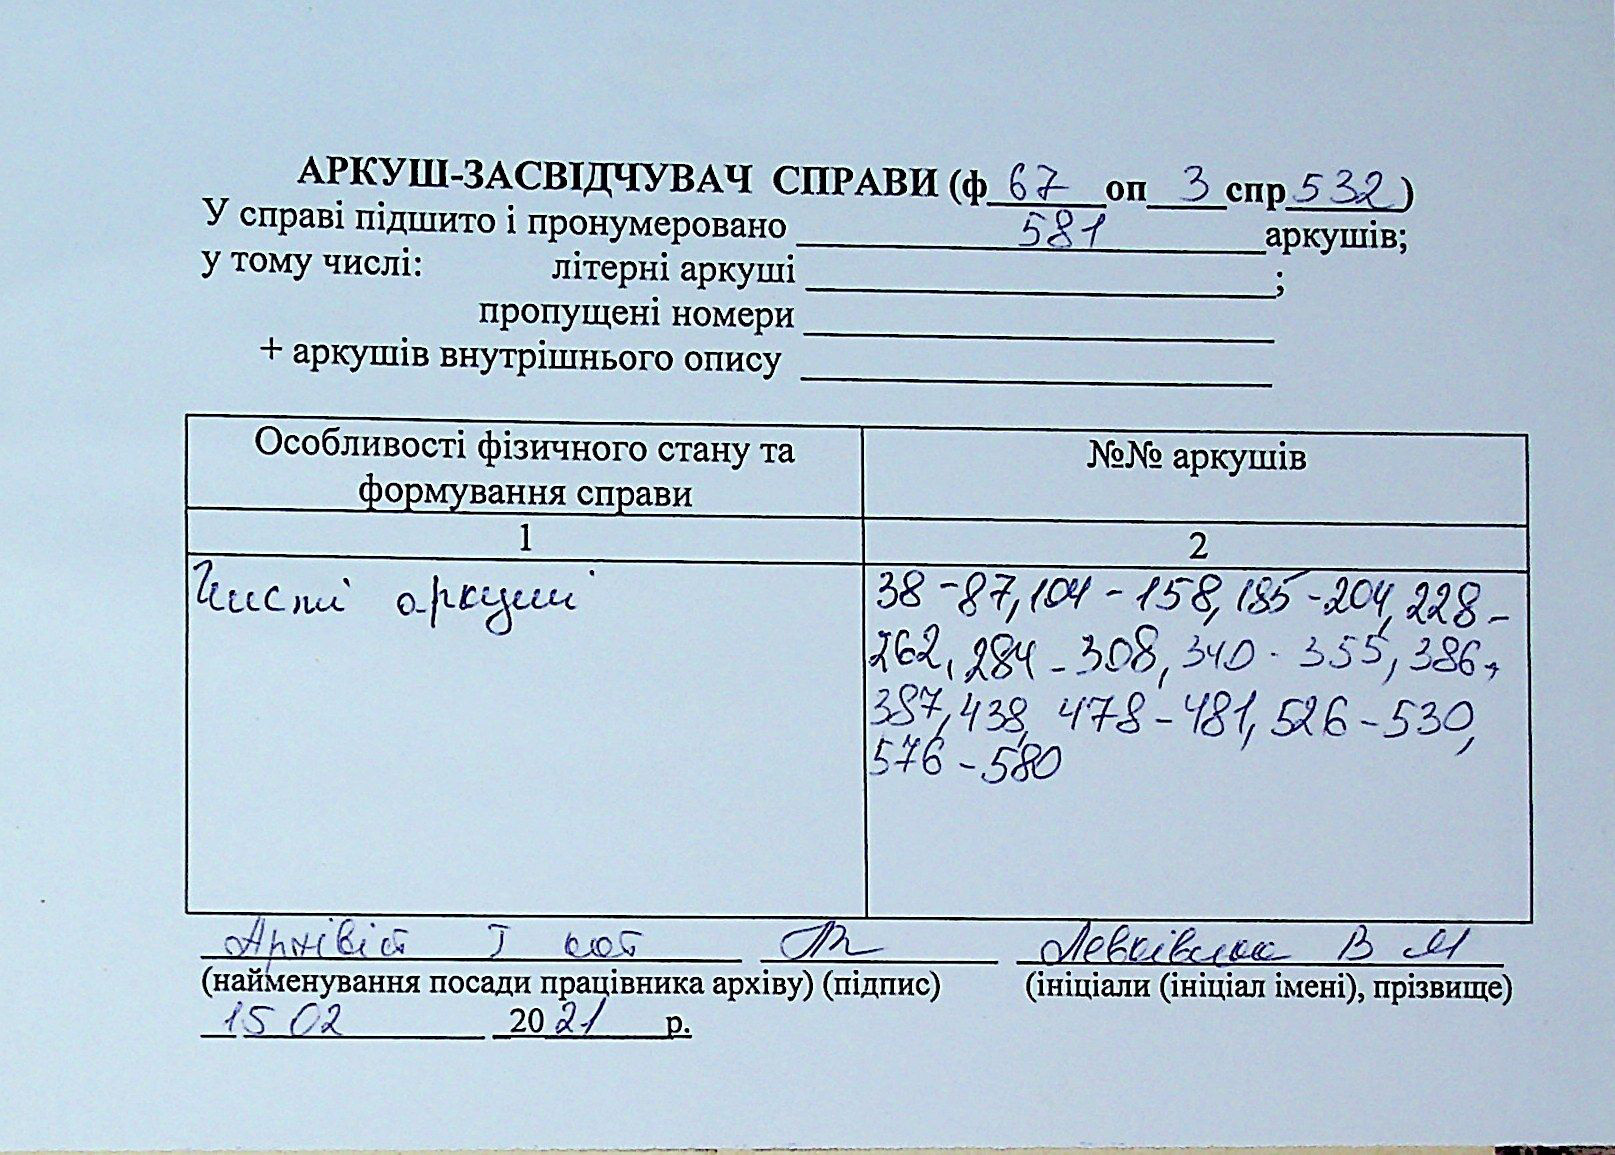 АРКУШ-ЗАСВІДЧУВАЧ СПРАВИ (ф 67 оп 3 спр 532)
У справі підшито і пронумеровано 581 аркушів;
у тому числі: літерні аркуші ;
пропущені номери
+ аркушів внутрішнього опису
Особливості фізичного стану та формування справи №№ аркушів
1 2
Чисті аркуші 38-87, 104-158, 185-204, 228-
262, 284-308, 340-355, 386,
387, 438, 478-481, 526-530,
576-580
Архівіст I кат Левківська В М
(найменування посади працівника архіву) (підпис) (ініціали (ініціал імені), прізвище)
15 02 2021 р.